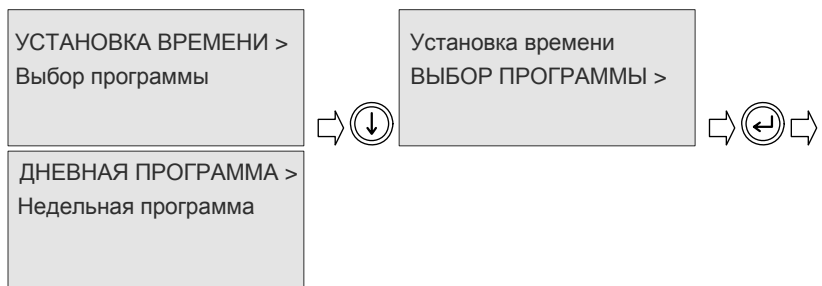 УСТАНОВКА ВРЕМЕНИ >
Выбор программы
Установка времени
ВЫБОР ПРОГРАММЫ >
ДНЕВНАЯ ПРОГРАММА >
Недельная программа